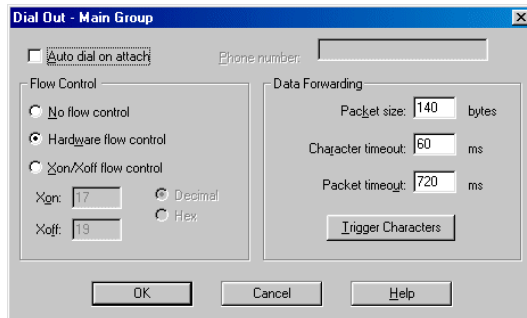 Dial Out - Main Group
Auto dial on attach
Phone number:
Flow Control
No flow control
Hardware flow control
Xon/Xoff flow control
Xon: 17
Decimal
Hex
Xoff: 19
Data Forwarding
Packet size: 140 bytes
Character timeout: 60 ms
Packet timeout: 720 ms
Trigger Characters
OK
Cancel
Help